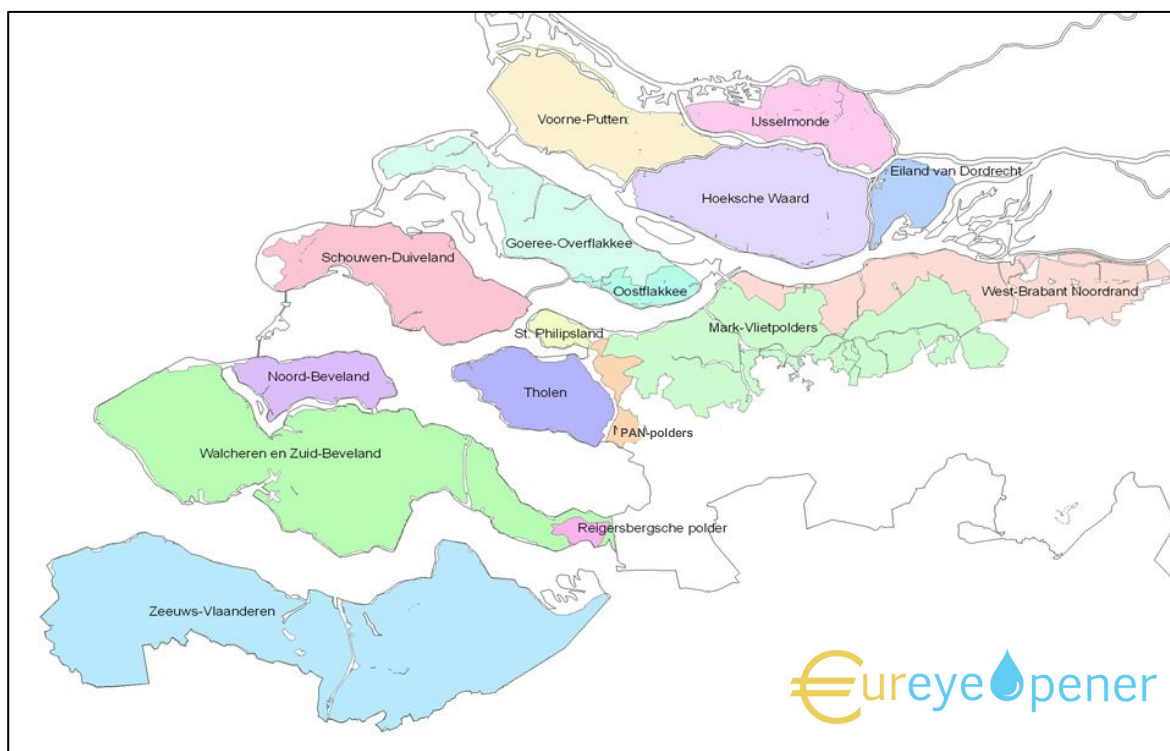 Voorne-Putten
IJsselmonde
Eiland van Dordrecht
Hoeksche Waard
Goeree-Overflakkee
Schouwen-Duiveland
Oostflakkee
West-Brabant Noordrand
St. Philipsland
Mark-Vlietpolders
Noord-Beveland
Tholen
PAN-polders
Walcheren en Zuid-Beveland
Reigersbergsche polder
Zeeuws-Vlaanderen
€ureyeOpener